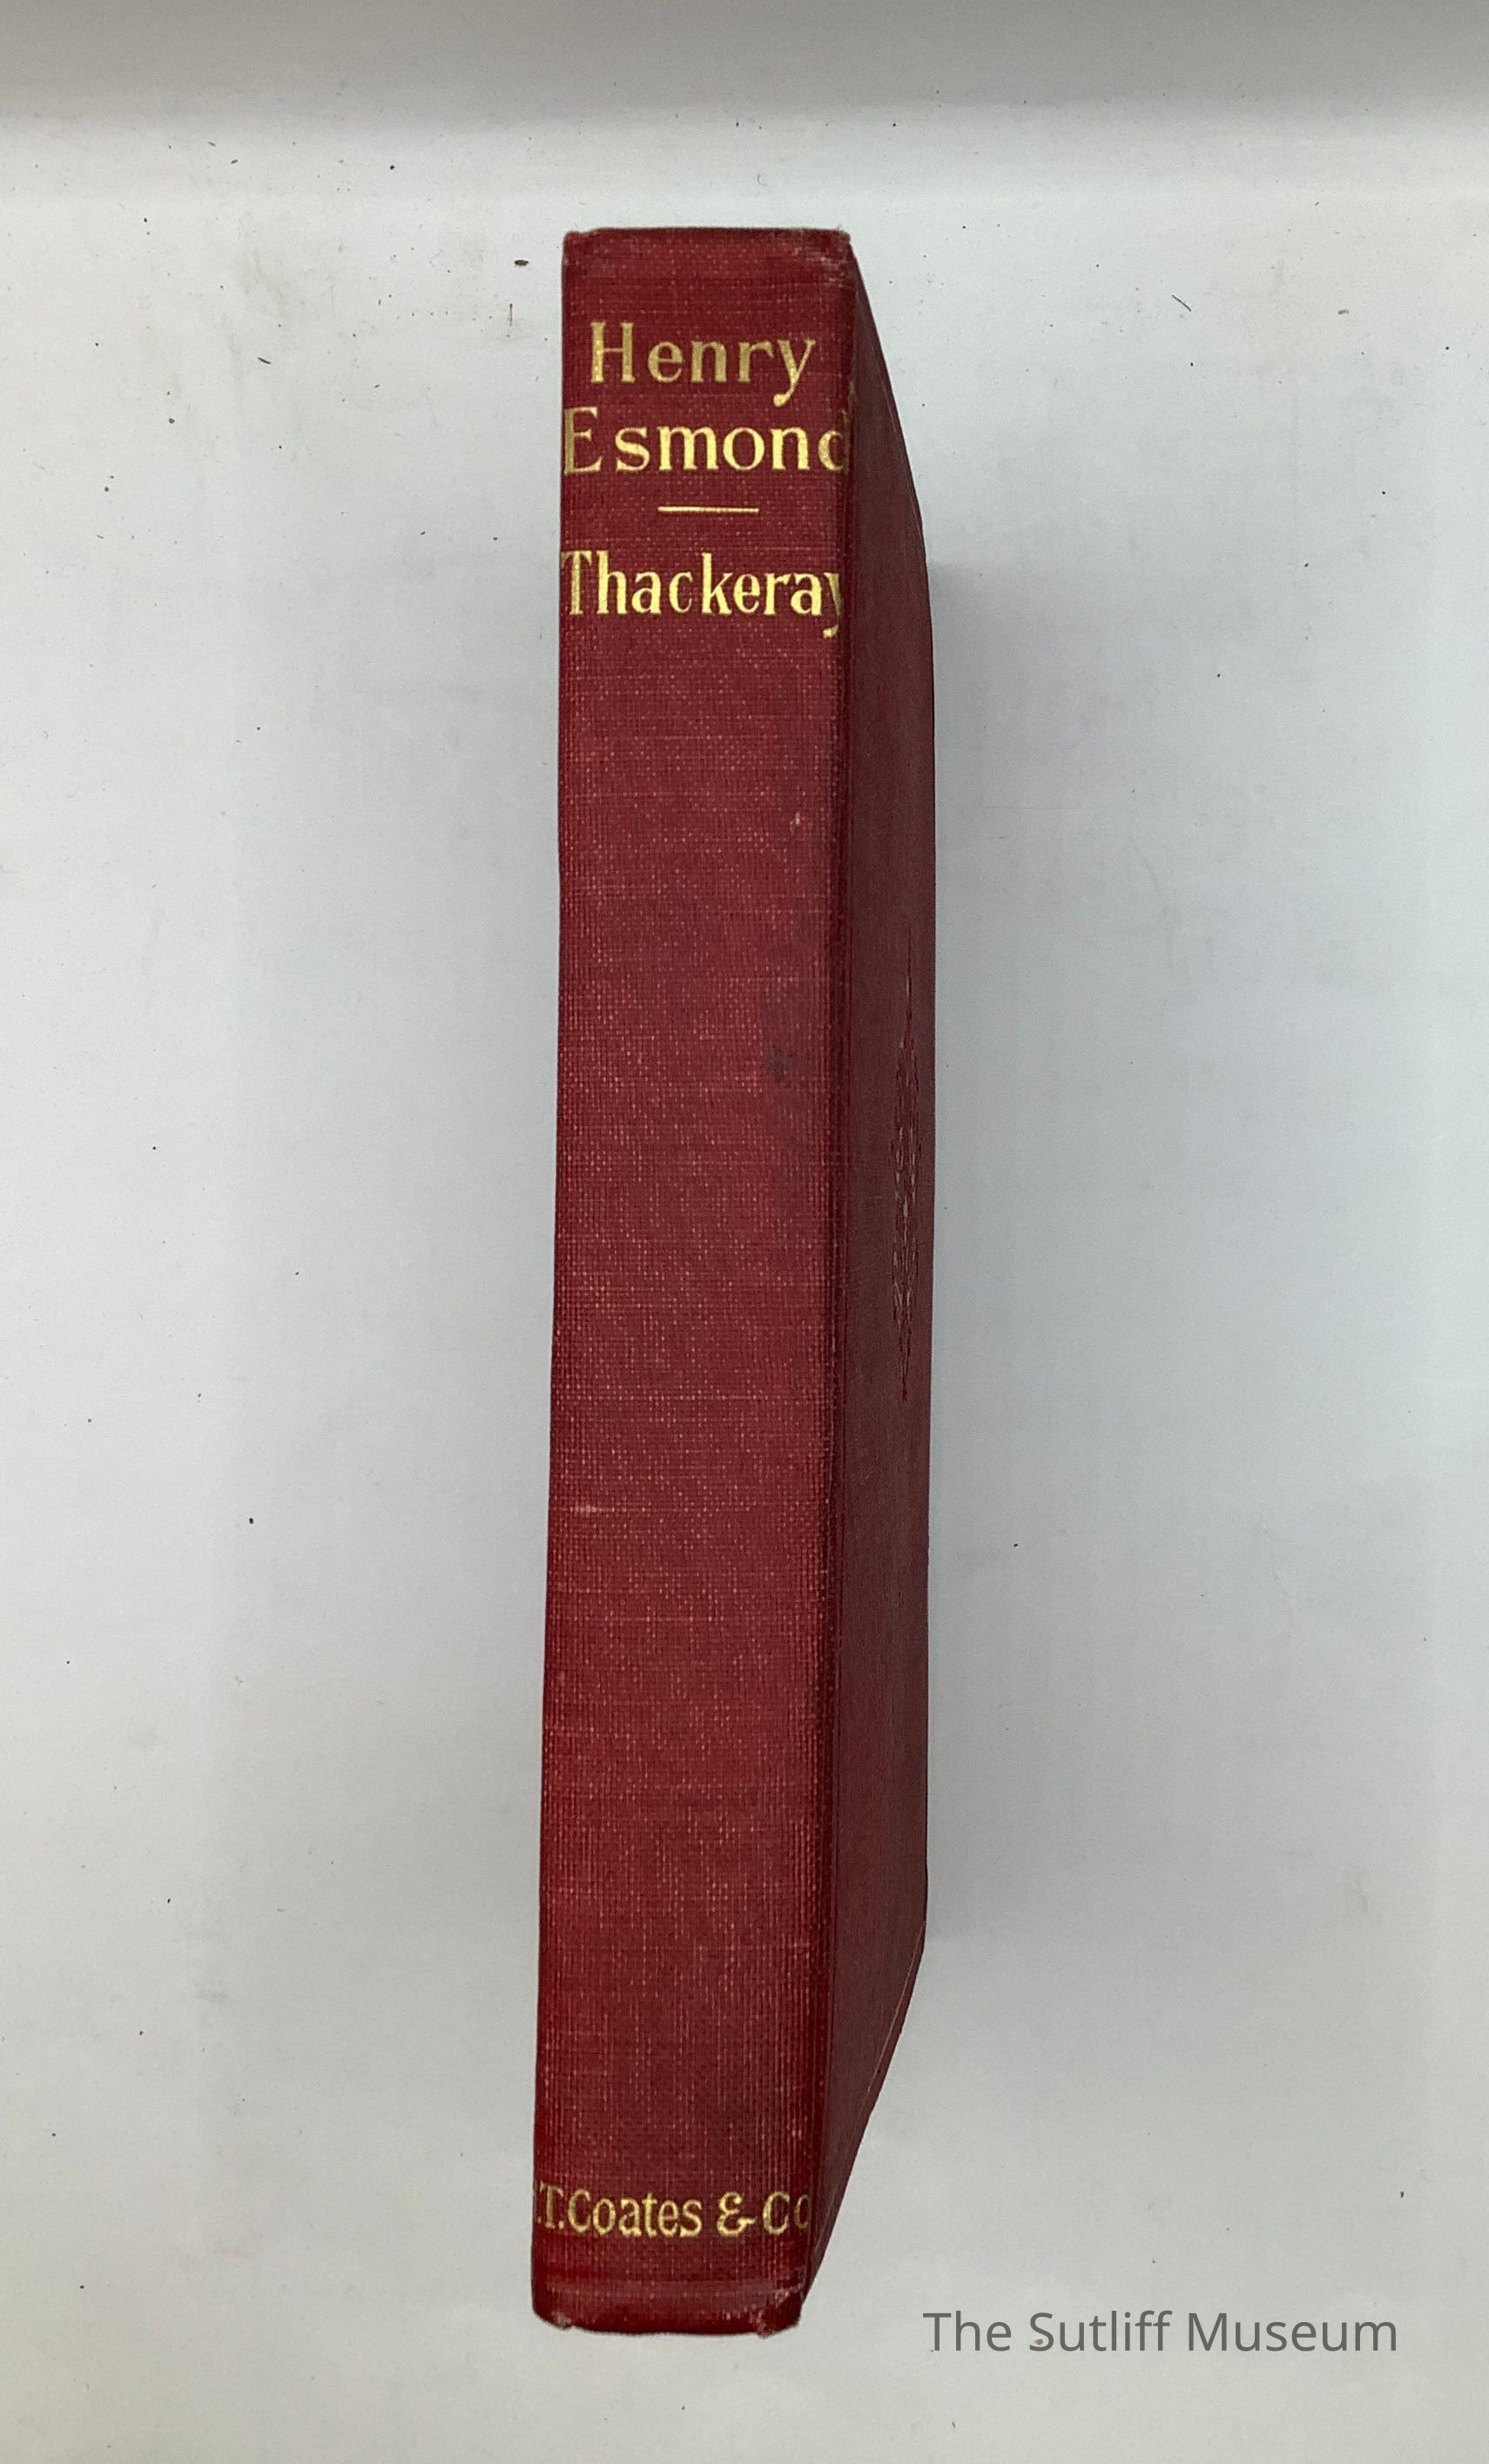 Henry
Esmond
Thackeray
T.Coates & Co
The Sutliff Museum